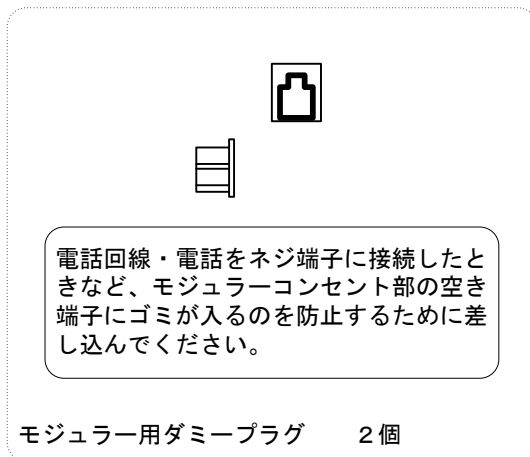 電話回線・電話をネジ端子に接続したと
きなど、モジュラーコンセント部の空き
端子にゴミが入るのを防止するために差
し込んでください。
モジュラー用ダミープラグ　　２個